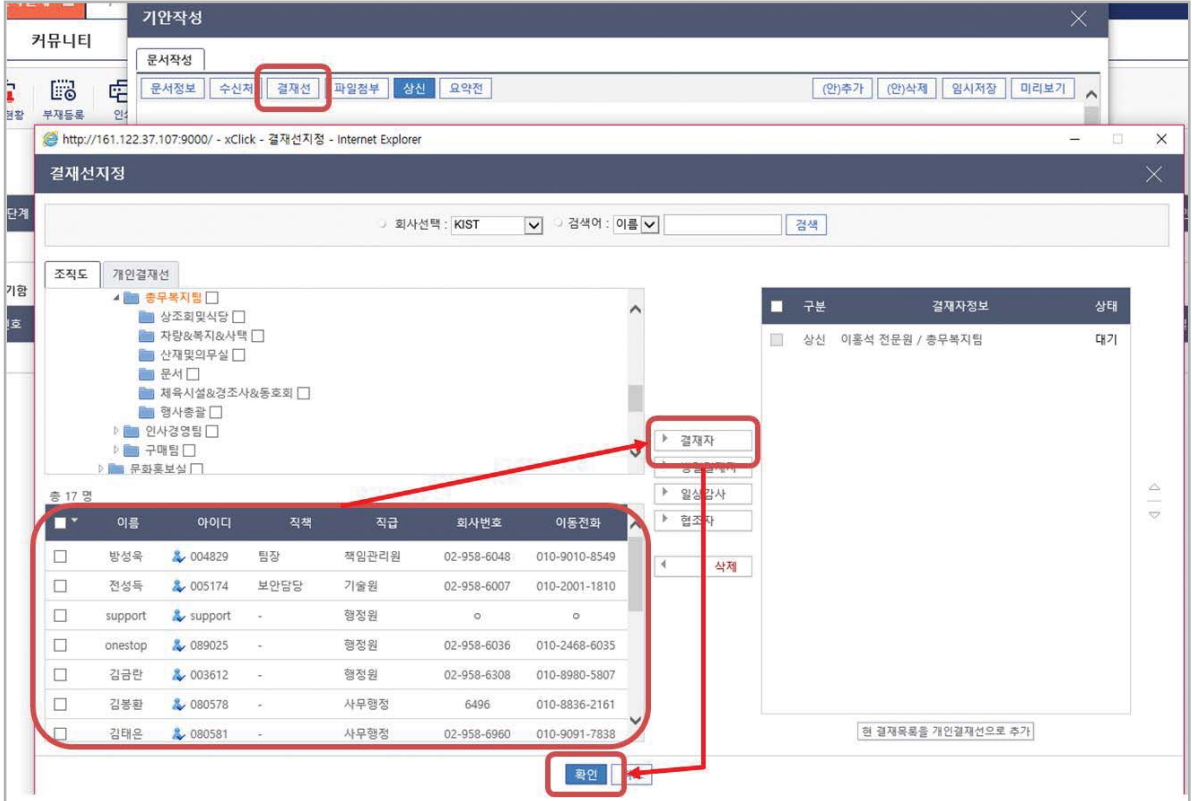 기안작성
커뮤니티
문서작성
문서정보 수신처 결재선 파일첨부 상신 요약전 (안)추가 (안)삭제 임시저장 미리보기
부재등록
http://161.122.37.107:9000/ - xClick - 결재선지정 - Internet Explorer
결재선지정
단계
회사선택 : KIST 검색어 : 이름 검색
조직도 개인결재선
기함
총무복지팀
상조회및식당
차량&복지&사택
산재및의무실
문서
체육시설&경조사&동호회
행사총괄
인사경영팀
구매팀
문화홍보실
구분 결재자정보 상태
상신 이홍석 전문원 / 총무복지팀 대기
결재자
병렬결재자
일상감사
협조자
삭제
총 17 명
이름 아이디 직책 직급 회사번호 이동전화
방성욱 004829 팀장 책임관리원 02-958-6048 010-9010-8549
전성득 005174 보안담당 기술원 02-958-6007 010-2001-1810
support support - 행정원 o o
onestop 089025 - 행정원 02-958-6036 010-2468-6035
김금란 003612 - 행정원 02-958-6308 010-8980-5807
김봉환 080578 - 사무행정 6496 010-8836-2161
김태은 080581 - 사무행정 02-958-6960 010-9091-7838
현 결재목록을 개인결재선으로 추가
확인